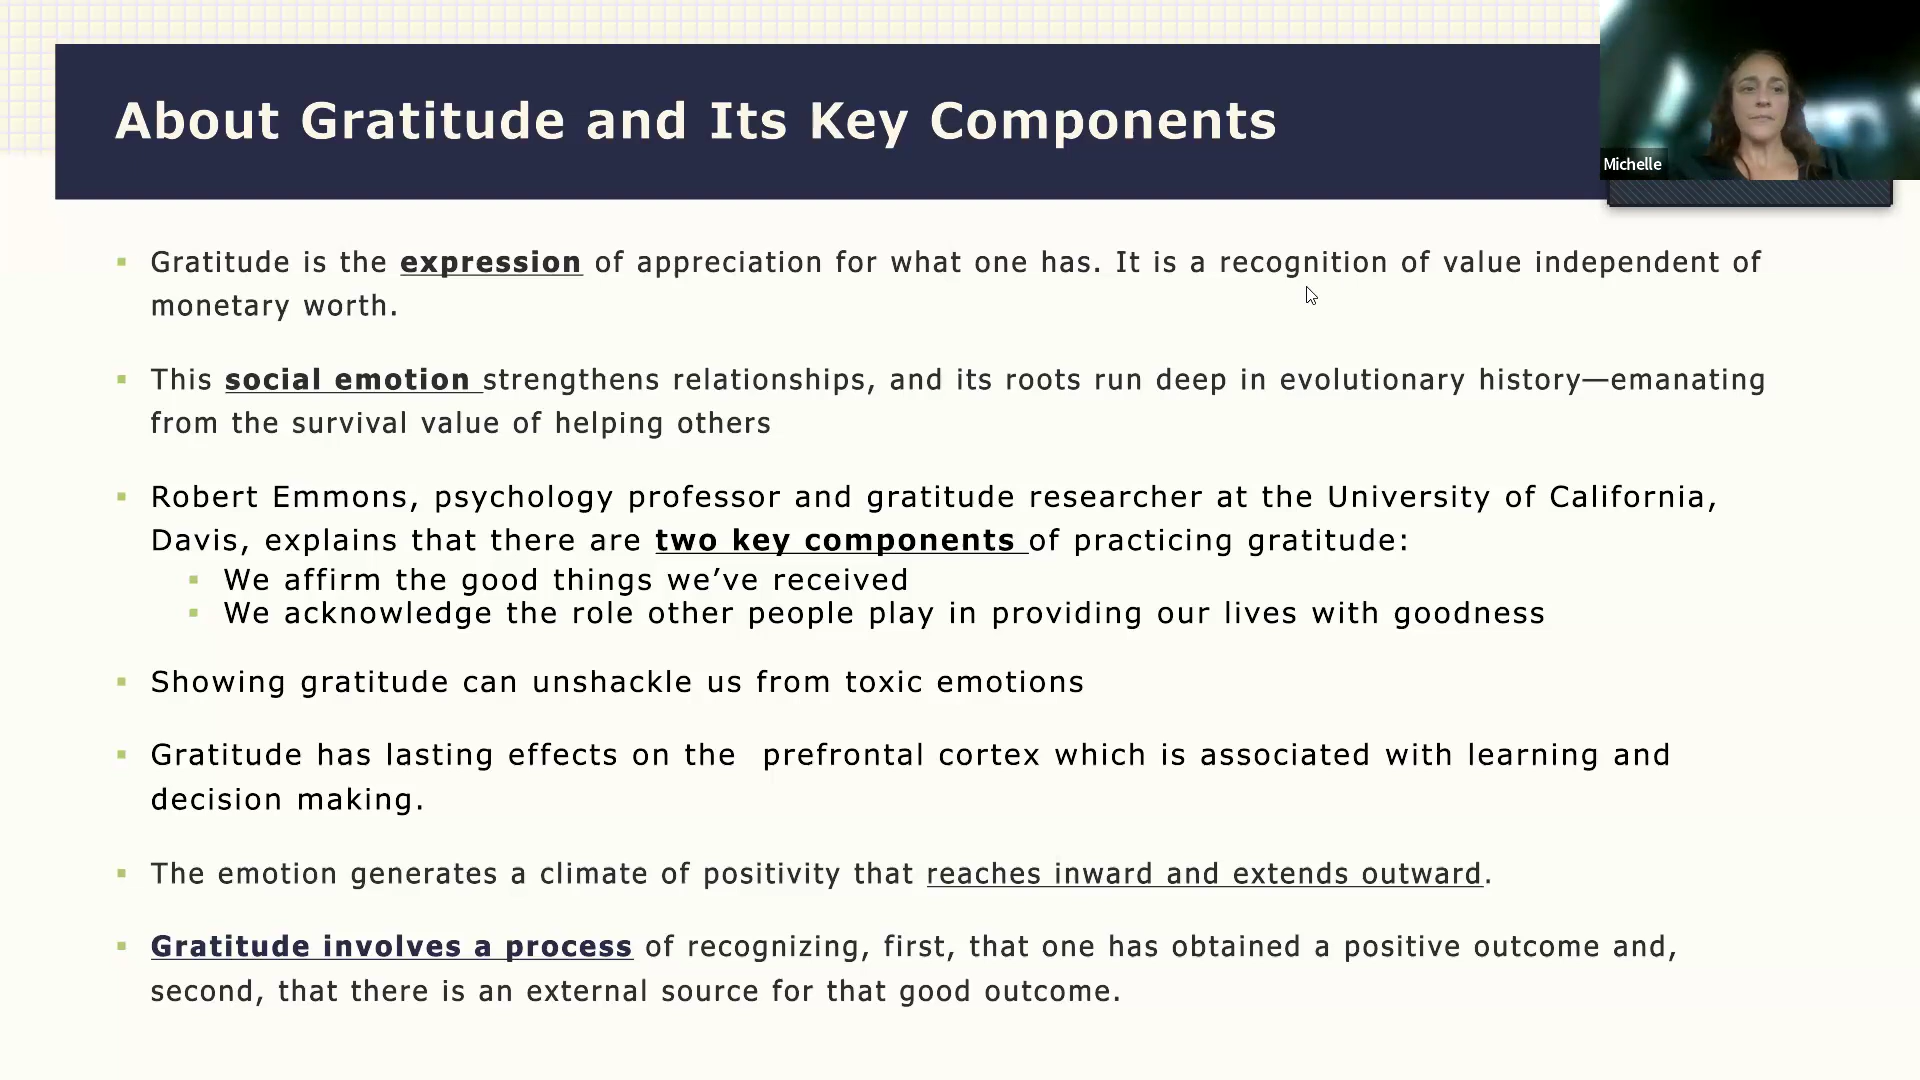 About Gratitude and Its Key Components
Michelle
▪ Gratitude is the expression of appreciation for what one has. It is a recognition of value independent of
monetary worth.
▪ This social emotion strengthens relationships, and its roots run deep in evolutionary history—emanating
from the survival value of helping others
▪ Robert Emmons, psychology professor and gratitude researcher at the University of California,
Davis, explains that there are two key components of practicing gratitude:
▪ We affirm the good things we’ve received
▪ We acknowledge the role other people play in providing our lives with goodness
▪ Showing gratitude can unshackle us from toxic emotions
▪ Gratitude has lasting effects on the  prefrontal cortex which is associated with learning and
decision making.
▪ The emotion generates a climate of positivity that reaches inward and extends outward.
▪ Gratitude involves a process of recognizing, first, that one has obtained a positive outcome and,
second, that there is an external source for that good outcome.